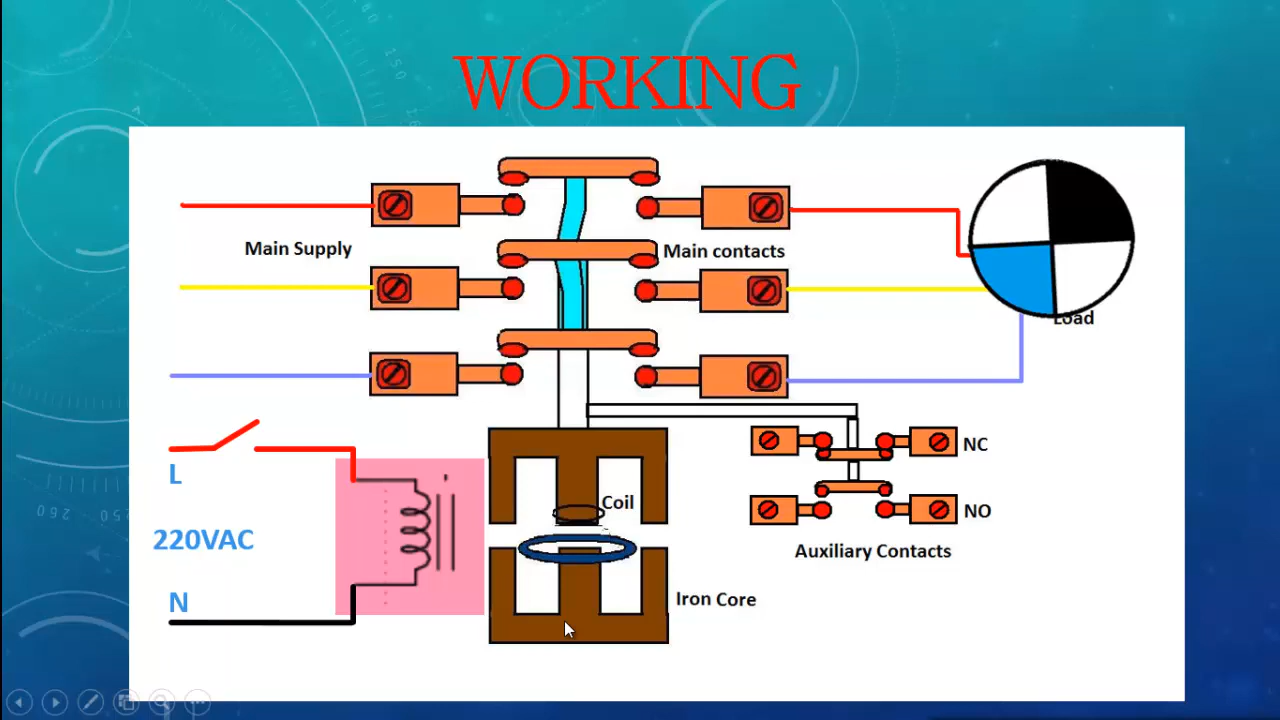 WORKING
Main Supply
Main contacts
Load
L
220VAC
N
Coil
Iron Core
NC
NO
Auxiliary Contacts